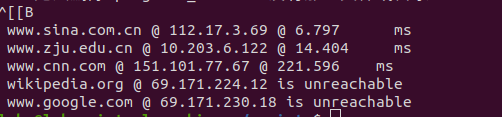 ^[[B
www.sina.com.cn @ 112.17.3.69 @ 6.797 ms
www.zju.edu.cn @ 10.203.6.122 @ 14.404 ms
www.cnn.com @ 151.101.77.67 @ 221.596 ms
wikipedia.org @ 69.171.224.12 is unreachable
www.google.com @ 69.171.230.18 is unreachable